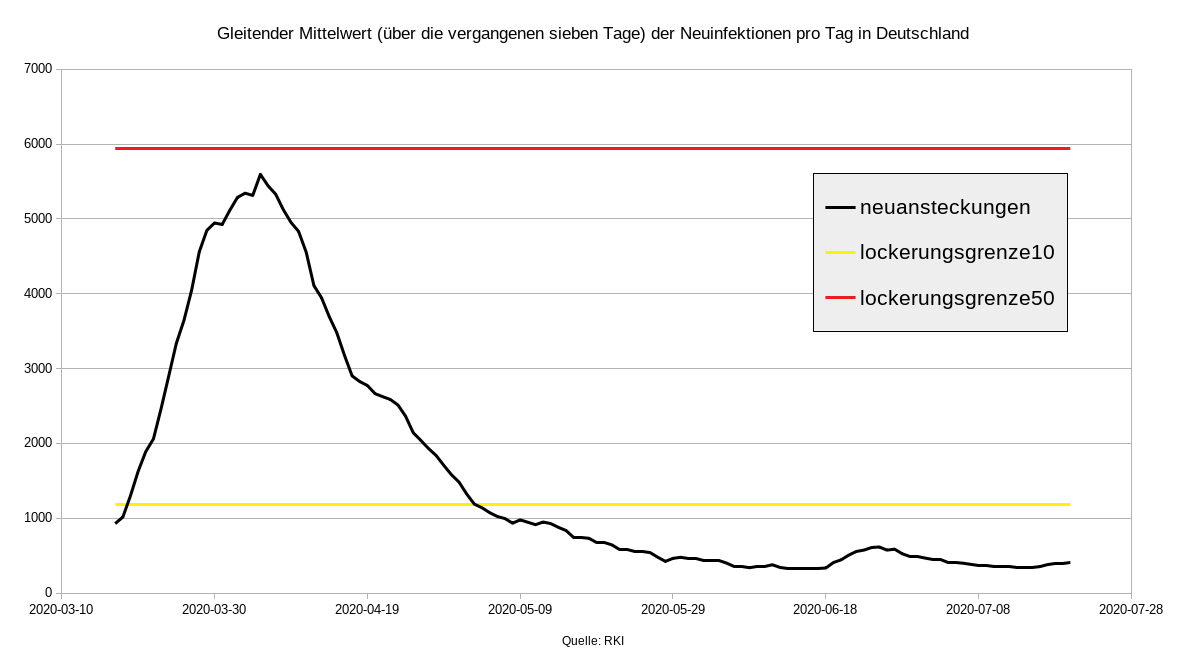 Gleitender Mittelwert (über die vergangenen sieben Tage) der Neuinfektionen pro Tag in Deutschland
7000
6000
5000
4000
3000
2000
1000
0
neuansteckungen
lockerungsgrenze10
lockerungsgrenze50
2020-03-10 2020-03-30 2020-04-19 2020-05-09 2020-05-29 2020-06-18 2020-07-08 2020-07-28
Quelle: RKI